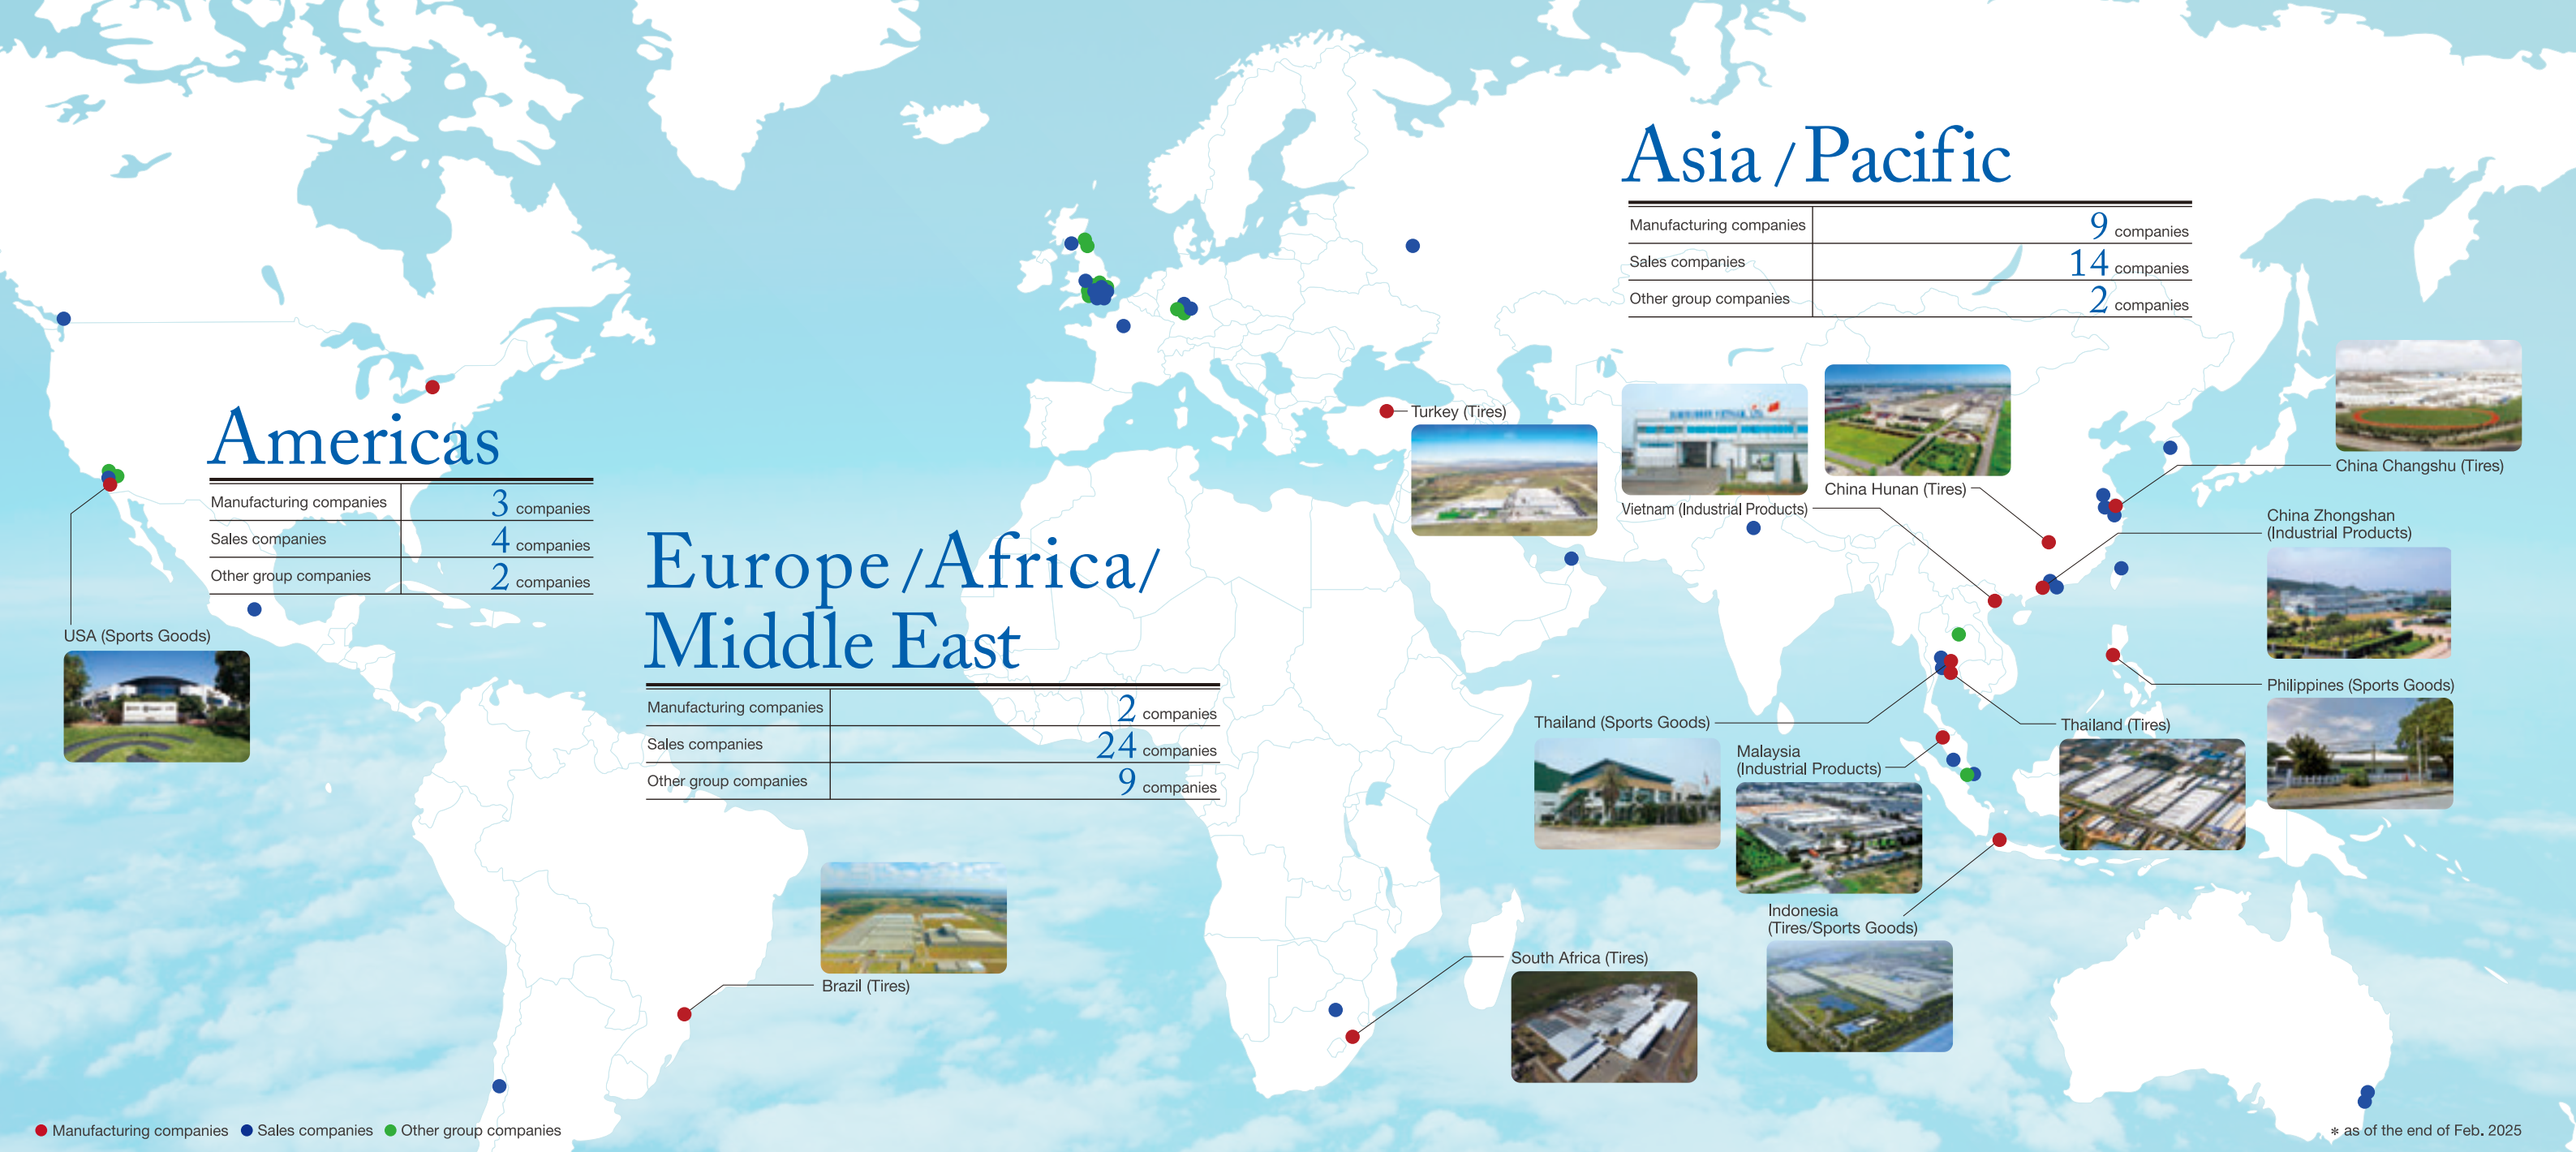 Asia / Pacific
Manufacturing companies 9 companies
Sales companies 14 companies
Other group companies 2 companies
Americas
Manufacturing companies 3 companies
Sales companies 4 companies
Other group companies 2 companies
Europe / Africa /
Middle East
Manufacturing companies 2 companies
Sales companies 24 companies
Other group companies 9 companies
USA (Sports Goods)
Brazil (Tires)
Turkey (Tires)
South Africa (Tires)
Vietnam (Industrial Products)
China Hunan (Tires)
China Changshu (Tires)
China Zhongshan
(Industrial Products)
Philippines (Sports Goods)
Thailand (Sports Goods)
Thailand (Tires)
Malaysia
(Industrial Products)
Indonesia
(Tires/Sports Goods)
Manufacturing companies Sales companies Other group companies
* as of the end of Feb. 2025